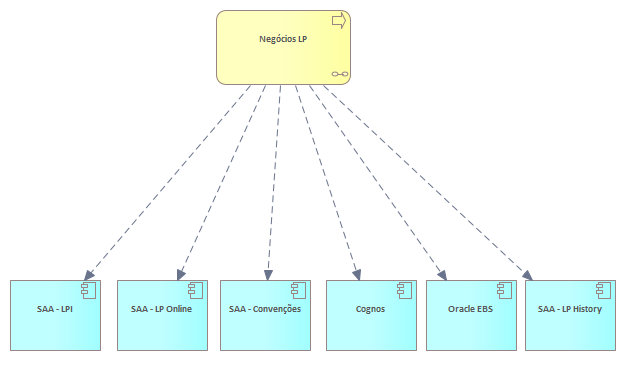 Negócios LP
SAA - LPI
SAA - LP Online
SAA - Convenções
Cognos
Oracle EBS
SAA - LP History